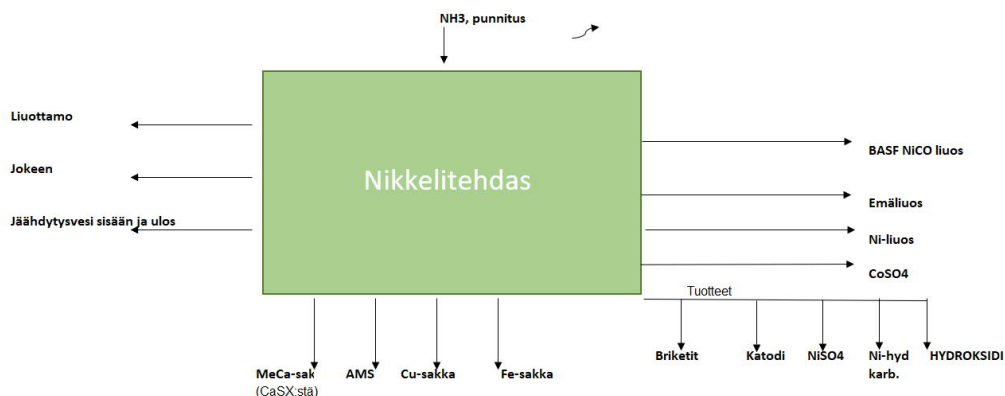 NH3, punnitus
Liuottamo
Jokeen
Jäähdytysvesi sisään ja ulos
Nikkelitehdas
BASF NiCO liuos
Emäliuos
Ni-liuos
CoSO4
Tuotteet
Briketit
Katodi
NiSO4
Ni-hyd
karb.
HYDROKSIDI
MeCa-sak
(CaSX:stä)
AMS
Cu-sakka
Fe-sakka